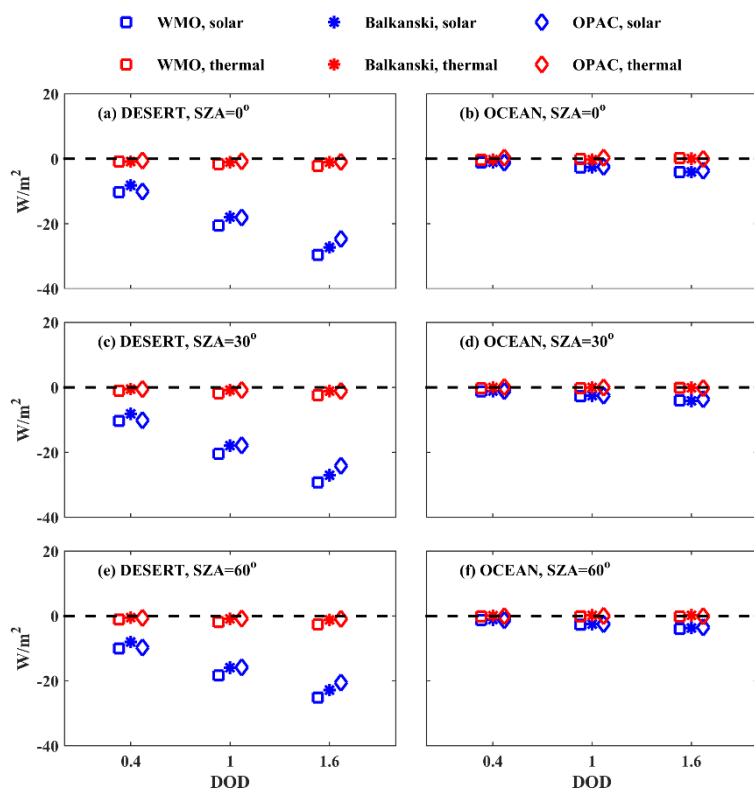 WMO, solar Balkanski, solar OPAC, solar
WMO, thermal Balkanski, thermal OPAC, thermal
20
(a) DESERT, SZA=0° (b) OCEAN, SZA=0°
0
W/m²
-20
-40
20
(c) DESERT, SZA=30° (d) OCEAN, SZA=30°
0
W/m²
-20
-40
20
(e) DESERT, SZA=60° (f) OCEAN, SZA=60°
0
W/m²
-20
-40
0.4 1 1.6 0.4 1 1.6
DOD DOD